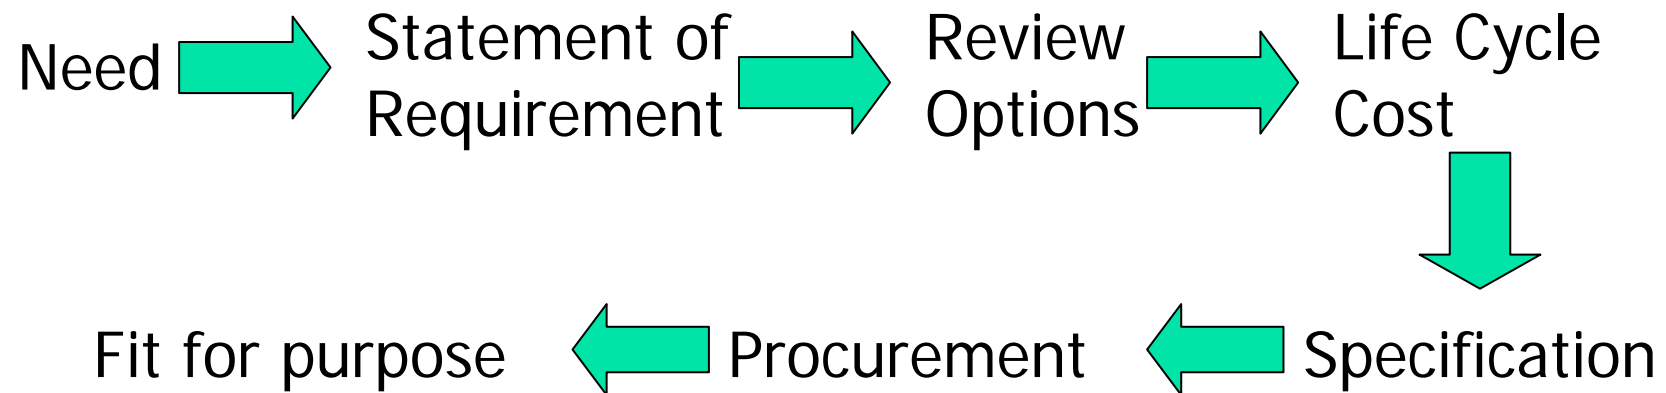 Need
Statement of
Requirement
Review
Options
Life Cycle
Cost
Specification
Procurement
Fit for purpose